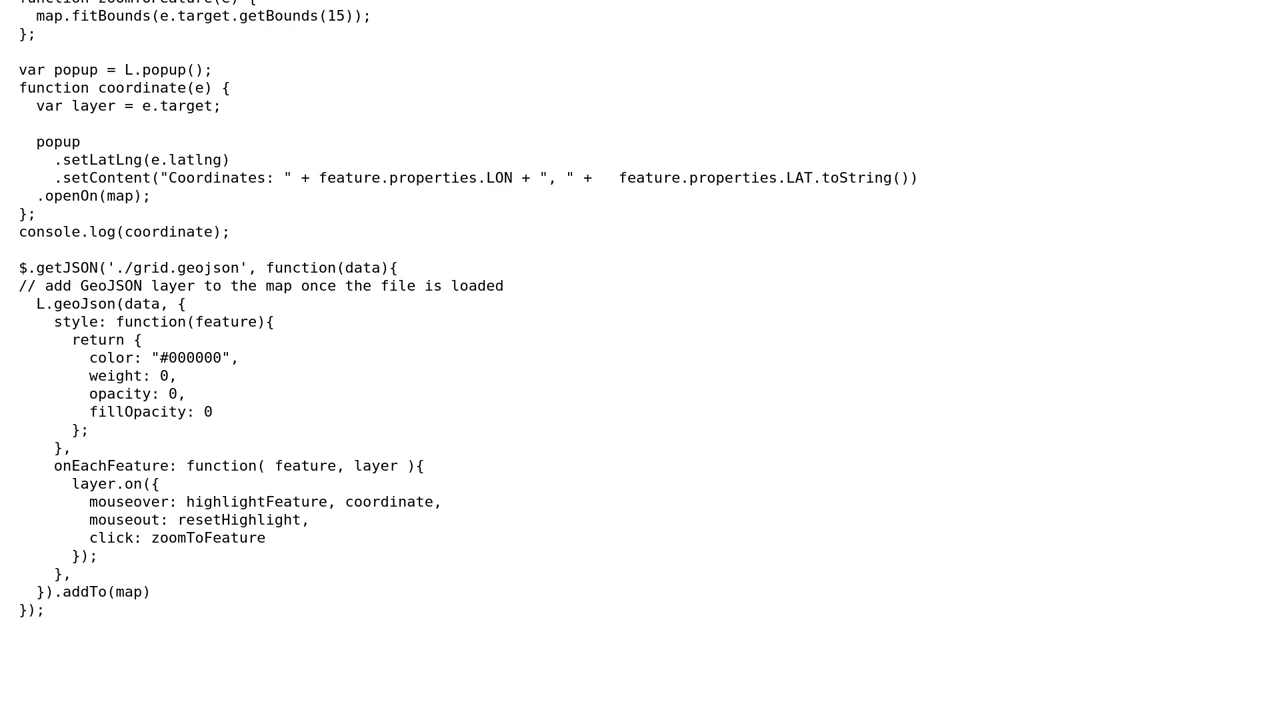 function zoomToFeature(e) {
  map.fitBounds(e.target.getBounds(15));
};

var popup = L.popup();
function coordinate(e) {
  var layer = e.target;

  popup
    .setLatLng(e.latlng)
    .setContent("Coordinates: " + feature.properties.LON + ", " +   feature.properties.LAT.toString())
  .openOn(map);
};
console.log(coordinate);

$.getJSON('./grid.geojson', function(data){
// add GeoJSON layer to the map once the file is loaded
  L.geoJson(data, {
    style: function(feature){
      return {
        color: "#000000",
        weight: 0,
        opacity: 0,
        fillOpacity: 0
      };
    },
    onEachFeature: function( feature, layer ){
      layer.on({
        mouseover: highlightFeature, coordinate,
        mouseout: resetHighlight,
        click: zoomToFeature
      });
    },
  }).addTo(map)
});